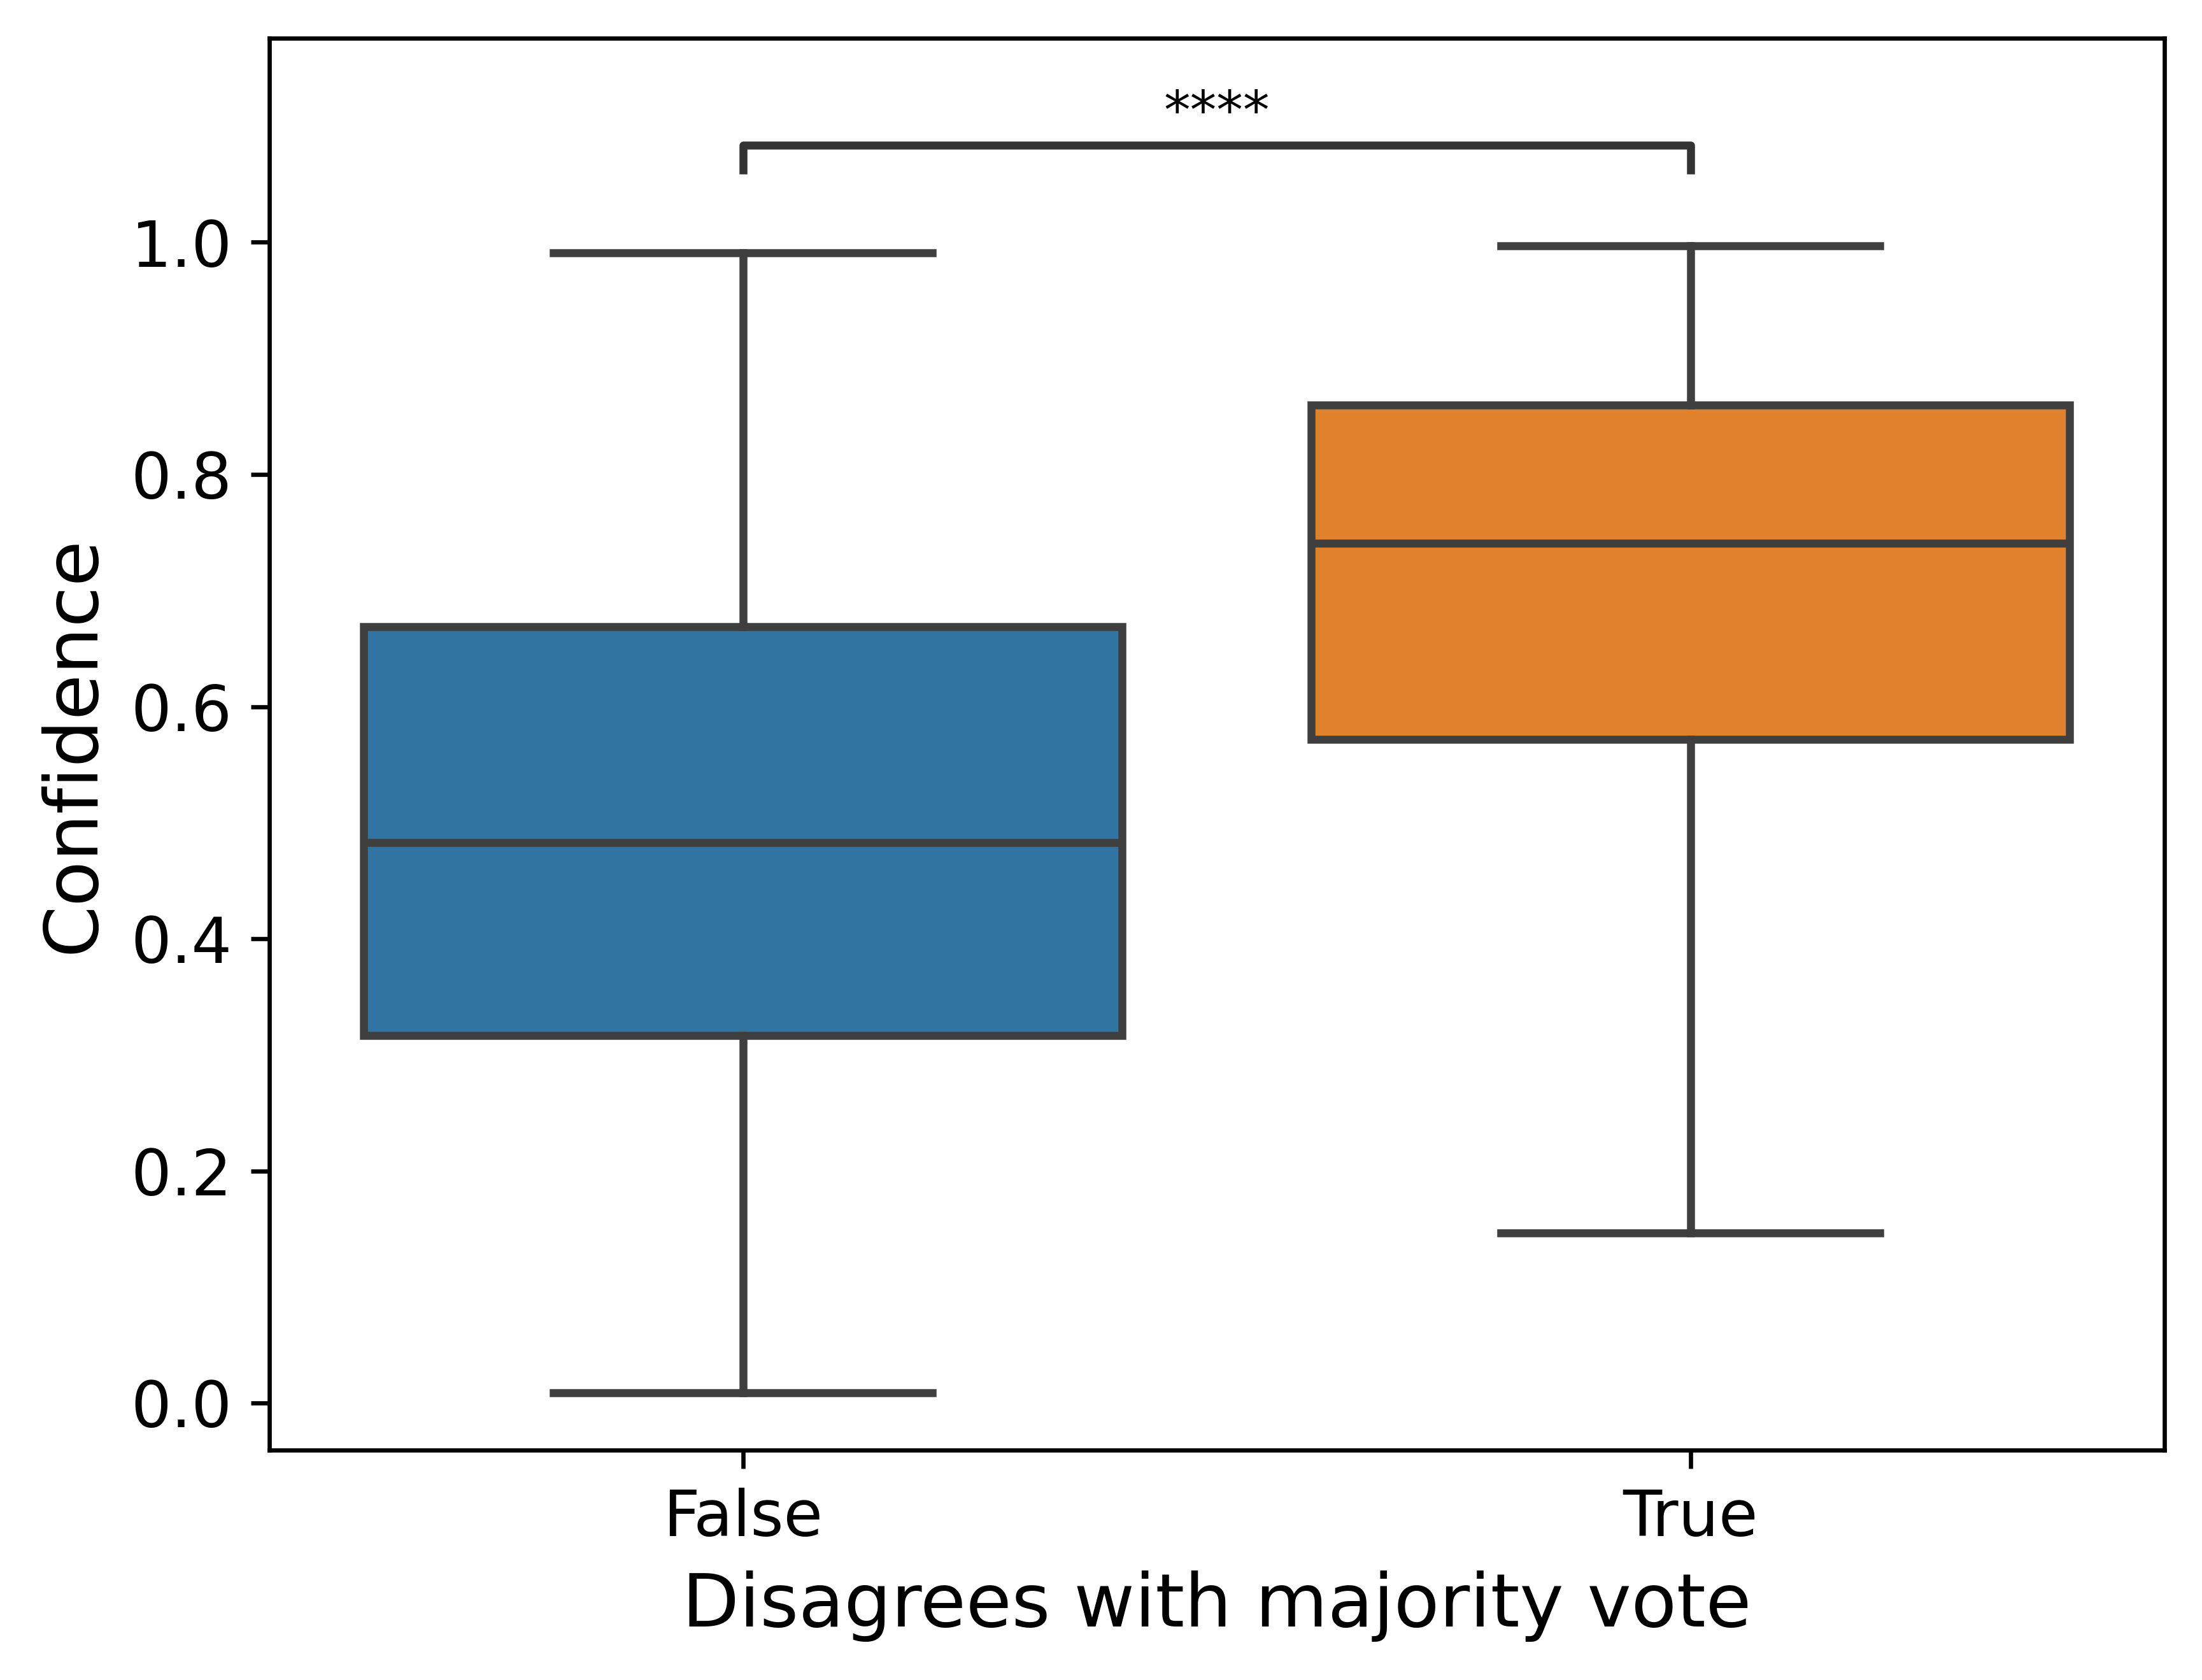 ****
1.0
0.8
0.6
0.4
0.2
0.0
Confidence
False True
Disagrees with majority vote